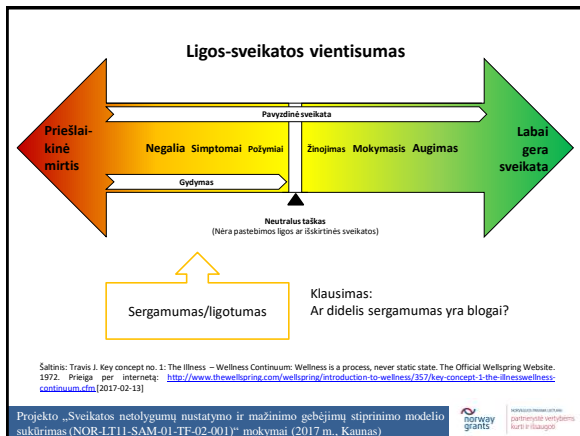 Ligos-sveikatos vientisumas
Pavyzdinė sveikata
Priešlai-
kinė
mirtis
Negalia Simptomai Požymiai
Žinojimas Mokymasis Augimas
Labai
gera
sveikata
Gydymas
Neutralus taškas
(Nėra pastebimos ligos ar išskirtinės sveikatos)
Sergamumas/ligotumas
Klausimas:
Ar didelis sergamumas yra blogai?
Šaltinis: Travis J. Key concept no. 1: The Illness – Wellness Continuum: Wellness is a process, never static state. The Official Wellspring Website.
1972. Prieiga per internetą: http://www.thewellspring.com/wellspring/introduction-to-wellness/357/key-concept-1-the-illnesswellness-
continuum.cfm [2017-02-13]
Projekto „Sveikatos netolygumų nustatymo ir mažinimo gebėjimų stiprinimo modelio
sukūrimas (NOR-LT11-SAM-01-TF-02-001)“ mokymai (2017 m., Kaunas)
norway
grants
partnerystė vertybėms
kurti ir išsaugoti